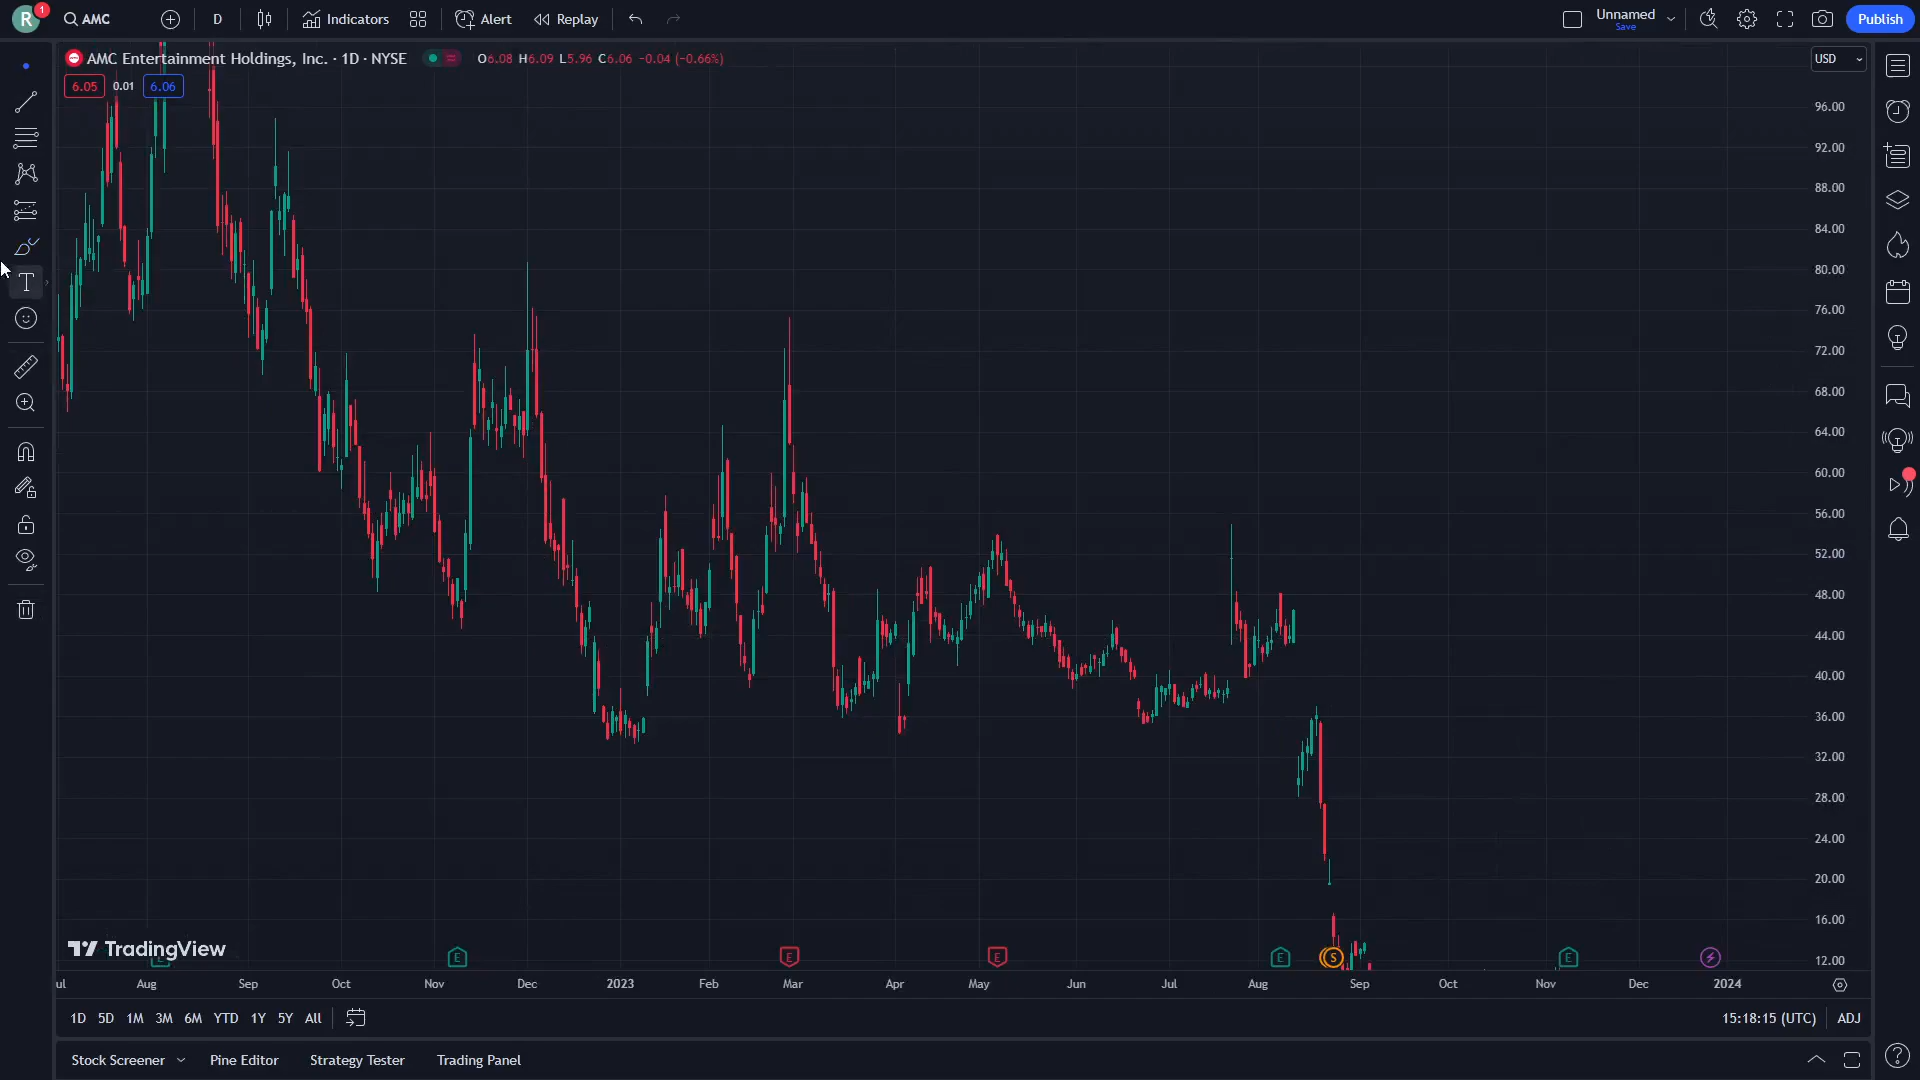 R 1 AMC D Indicators Alert Replay Unnamed Save Publish
AMC Entertainment Holdings, Inc. · 1D · NYSE O6.08 H6.09 L5.96 C6.06 −0.04 (−0.66%) USD
6.05 0.01 6.06
96.00
92.00
88.00
84.00
80.00
76.00
72.00
68.00
64.00
60.00
56.00
52.00
48.00
44.00
40.00
36.00
32.00
28.00
24.00
20.00
16.00
12.00
TradingView
E E E E E S E
ul Aug Sep Oct Nov Dec 2023 Feb Mar Apr May Jun Jul Aug Sep Oct Nov Dec 2024
1D 5D 1M 3M 6M YTD 1Y 5Y All 15:18:15 (UTC) ADJ
Stock Screener Pine Editor Strategy Tester Trading Panel